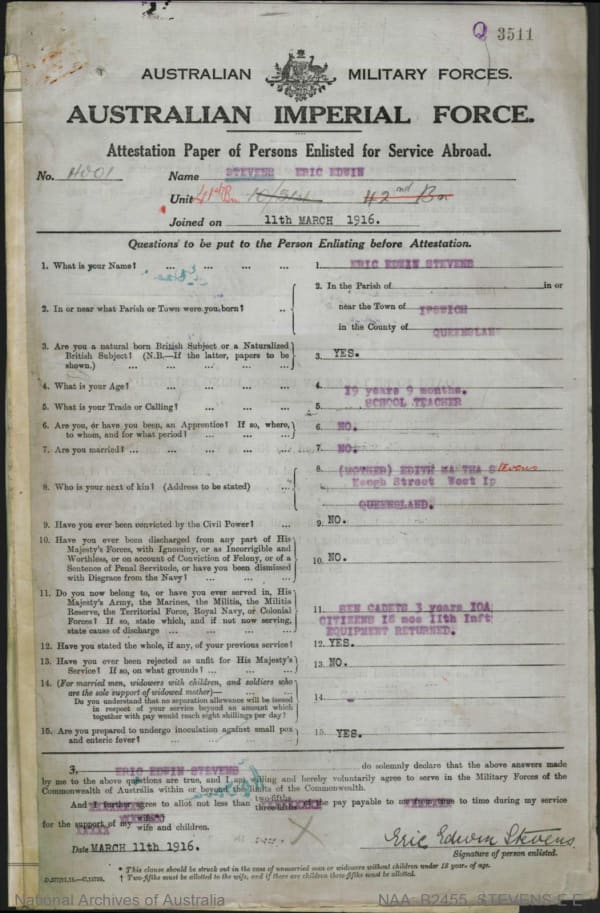 Q 3511
AUSTRALIAN MILITARY FORCES.
AUSTRALIAN IMPERIAL FORCE.
Attestation Paper of Persons Enlisted for Service Abroad.
No. 4001 Name STEVENS ERIC EDWIN
Unit 41st Bn 10/31st 42nd Bn
Joined on 11th MARCH 1916.
Questions to be put to the Person Enlisting before Attestation.
1. What is your Name? ... ... ... ... 1. ERIC EDWIN STEVENS
2. In or near what Parish or Town were you born? .. 2. In the Parish of in or
near the Town of IPSWICH
in the County of QUEENSLAN
3. Are you a natural born British Subject or a Naturalized
British Subject? (N.B.—If the latter, papers to be
shown.) ... ... ... ... 3. YES.
4. What is your Age? ... ... ... ... 4. 19 years 9 months.
5. What is your Trade or Calling? ... ... ... 5. SCHOOL TEACHER
6. Are you, or have you been, an Apprentice? If so, where,
to whom, and for what period? ... ... ... 6. NO.
7. Are you married? ... ... ... ... ... 7. NO.
8. Who is your next of kin? (Address to be stated) ... 8. (MOTHER) EDITH MA THA Stevens
Keogh Street West Ip
QUEENSLAND.
9. Have you ever been convicted by the Civil Power? ... 9. NO.
10. Have you ever been discharged from any part of His
Majesty's Forces, with Ignominy, or as Incorrigible and
Worthless, or on account of Conviction of Felony, or of a
Sentence of Penal Servitude, or have you been dismissed
with Disgrace from the Navy? ... ... ... 10. NO.
11. Do you now belong to, or have you ever served in, His
Majesty's Army, the Marines, the Militia, the Militia
Reserve, the Territorial Force, Royal Navy, or Colonial
Forces? If so, state which, and if not now serving,
state cause of discharge ... ... ... ... 11. SEN CADETS 3 years 10A
CITIZENS 18 mos 11th Inft
EQUIPMENT RETURNED.
12. Have you stated the whole, if any, of your previous service? 12. YES.
13. Have you ever been rejected as unfit for His Majesty's
Service? If so, on what grounds? ... ... ... 13. NO.
14. (For married men, widowers with children, and soldiers who
are the sole support of widowed mother)— ... ...
Do you understand that no separation allowance will be issued
in respect of your service beyond an amount which
together with pay would reach eight shillings per day? 14.
15. Are you prepared to undergo inoculation against small pox
and enteric fever? ... ... ... ... 15. YES.
3, ERIC EDWIN STEVENS do solemnly declare that the above answers made
by me to the above questions are true, and I am willing and hereby voluntarily agree to serve in the Military Forces of the
Commonwealth of Australia within or beyond the limits of the Commonwealth.
And I further agree to allot not less than two-fifths three-fifths of the pay payable to me from time to time during my service
for the support of my wife wife and children.
Date MARCH 11th 1916.
Eric Edwin Stevens
Signature of person enlisted.
* This clause should be struck out in the case of unmarried men or widowers without children under 18 years of age.
† Two-fifths must be allotted to the wife, and if there are children three-fifths must be allotted.
National Archives of Australia NAA: B2455, STEVENS E E